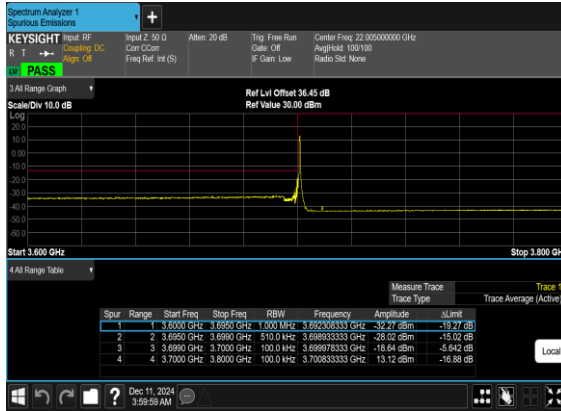 Spectrum Analyzer 1
Spurious Emissions
+
KEYSIGHT Input: RF Input Z: 50 Ω Atten: 20 dB Trig: Free Run Center Freq: 22.005000000 GHz
R T Coupling: DC Corr CCorr Gate: Off Avg|Hold: 100/100
Align: Off Freq Ref: Int (S) IF Gain: Low Radio Std: None
LW PASS
3 All Range Graph
Ref Lvl Offset 36.45 dB
Scale/Div 10.0 dB Ref Value 30.00 dBm
Log
20.0
10.0
0.00
-10.0
-20.0
-30.0
-40.0
-50.0
-60.0
Start 3.600 GHz Stop 3.800 GH
4 All Range Table
Measure Trace Trace 1
Trace Type Trace Average (Active)
Spur Range Start Freq Stop Freq RBW Frequency Amplitude ΔLimit
1 1 3.6000 GHz 3.6950 GHz 1.000 MHz 3.692308333 GHz -32.27 dBm -19.27 dB
2 2 3.6950 GHz 3.6990 GHz 510.0 kHz 3.698933333 GHz -28.02 dBm -15.02 dB
3 3 3.6990 GHz 3.7000 GHz 100.0 kHz 3.699978333 GHz -18.64 dBm -5.642 dB
4 4 3.7000 GHz 3.8000 GHz 100.0 kHz 3.700833333 GHz 13.12 dBm -16.88 dB
Local
? Dec 11, 2024
3:59:59 AM